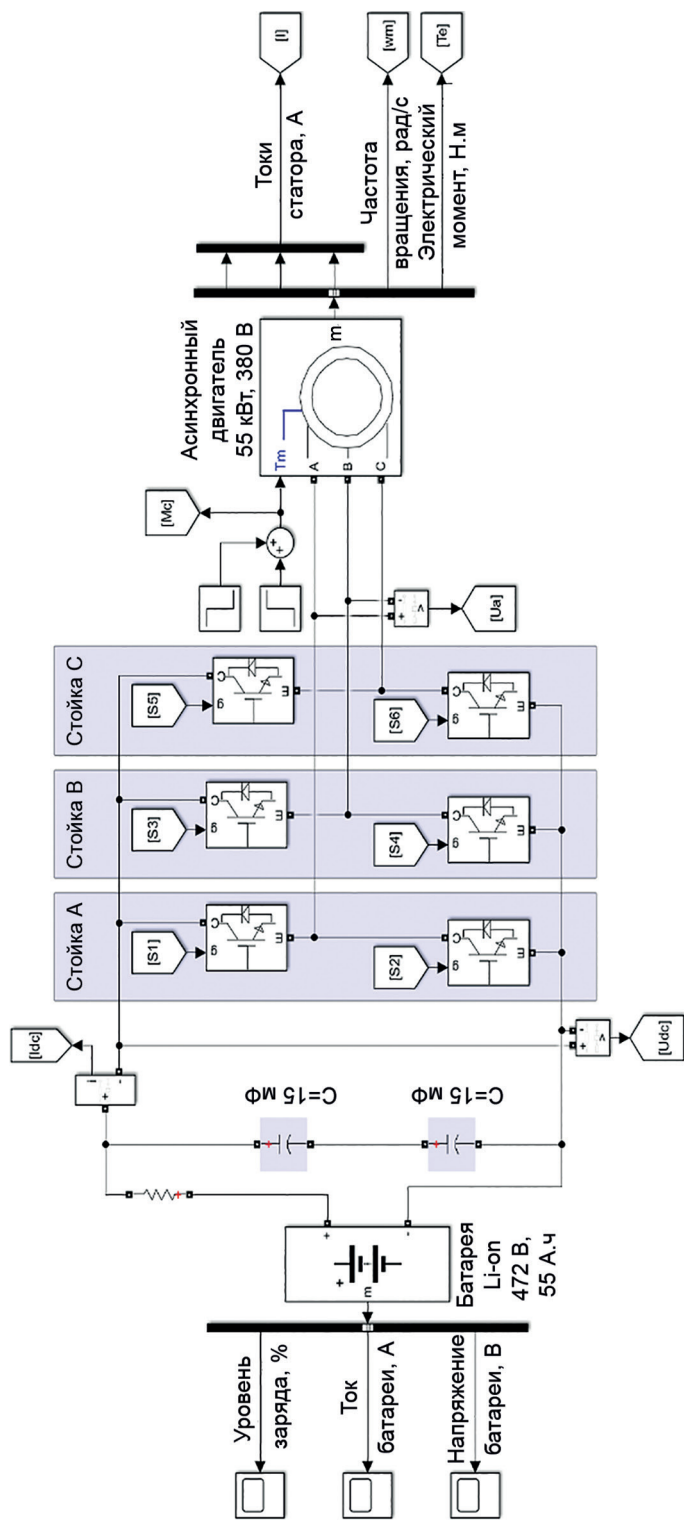 Уровень
заряда, %
Ток
батареи, А
Напряжение
батареи, В
m
+
+
-
Батарея
Li-on
472 В,
55 А.ч
+
+
+
C=15 мФ
C=15 мФ
[Idc]
+
i
-
+
-
v
[Udc]
Стойка А
[S1]
g
C
E
[S2]
g
C
E
Стойка В
[S3]
g
C
E
[S4]
g
C
E
Стойка С
[S5]
g
C
E
[S6]
g
C
E
+
-
v
[Ua]
+
+
[Mc]
Асинхронный
двигатель
55 кВт, 380 В
Tm
A
B
C
m
Токи
статора, А
[I]
Частота
вращения, рад/с
[wm]
Электрический
момент, Н.м
[Te]